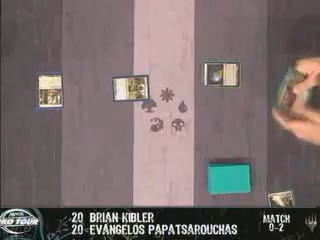 PRO TOUR
20 BRIAN KIBLER
20 EVANGELOS PAPATSAROUCHAS
MATCH
0-2